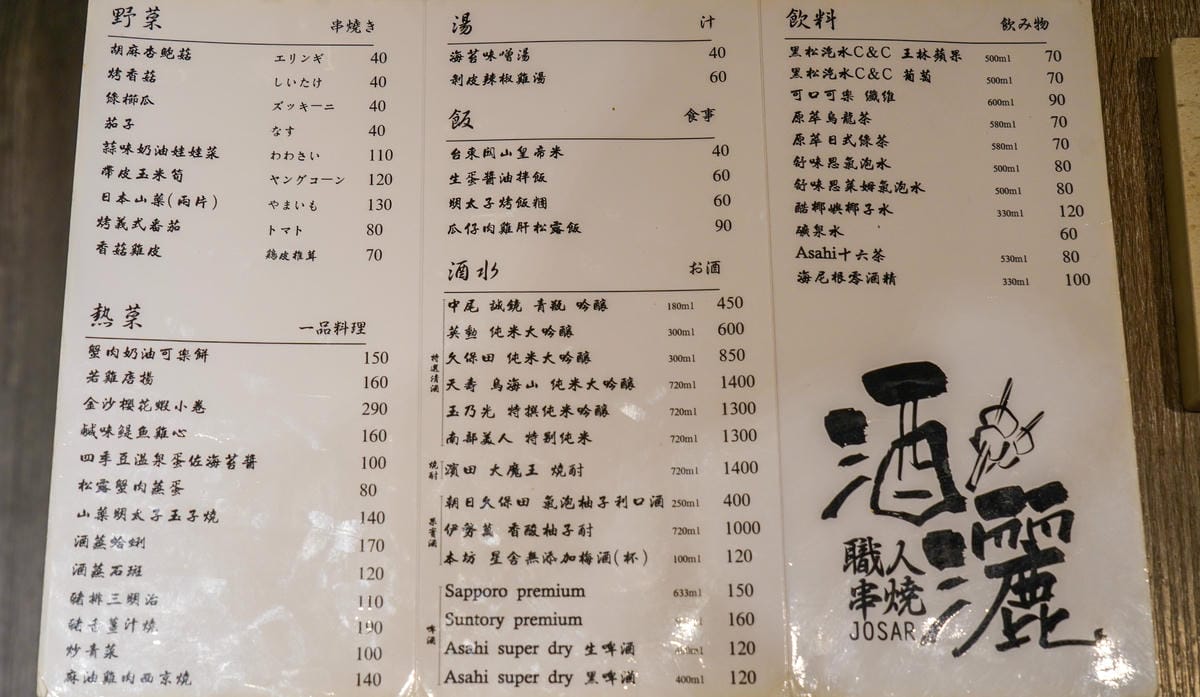 野菜 串燒き
胡麻杏鮑菇 エリンギ 40
烤香菇 しいたけ 40
條櫛瓜 ズッキーニ 40
茄子 なす 40
蒜味奶油娃娃菜 わわさい 110
帶皮玉米筍 ヤングコーン 120
日本山藥(兩片) やまいも 130
烤義式番茄 トマト 80
香菇雞皮 鶏皮椎茸 70
熱菜 一品料理
蟹肉奶油可樂餅 150
若雞唐揚 160
金沙櫻花蝦小卷 290
鹹味鯷魚雞心 160
四季豆溫泉蛋佐海苔醬 100
松露蟹肉蒸蛋 80
山藥明太子玉子燒 140
酒蒸蛤蜊 170
酒蒸石斑 120
豬排三明治 110
豬舌薑汁燒 190
炒青菜 100
麻油雞肉西京燒 140
湯 汁
海苔味噌湯 40
剝皮辣椒雞湯 60
飯 食事
台東関山皇帝米 40
生蛋醬油拌飯 60
明太子烤飯糰 60
瓜仔肉雞肝松露飯 90
酒水 お酒
特選清酒
中尾 誠鏡 青瓶 吟釀 180ml 450
英勲 純米大吟釀 300ml 600
久保田 純米大吟釀 300ml 850
天壽 鳥海山 純米大吟釀 720ml 1400
玉乃光 特撰純米吟釀 720ml 1300
南部美人 特別純米 720ml 1300
燒酎
濱田 大魔王 燒酎 720ml 1400
果實酒
朝日久保田 氣泡柚子利口酒 250ml 400
伊勢萬 香酸柚子酎 720ml 1000
本坊 星舍無添加梅酒(杯) 100ml 120
啤酒
Sapporo premium 633ml 150
Suntory premium 160
Asahi super dry 生啤酒 120
Asahi super dry 黑啤酒 400ml 120
飲料 飲み物
黑松汽水C&C 王林蘋果 500ml 70
黑松汽水C&C 葡萄 500ml 70
可口可樂 纖維 600ml 90
原萃烏龍茶 580ml 70
原萃日式綠茶 580ml 70
舒味思氣泡水 500ml 80
舒味思萊姆氣泡水 500ml 80
酷椰嶼椰子水 330ml 120
礦泉水 60
Asahi十六茶 530ml 80
海尼根零酒精 330ml 100
酒灑
職人
串燒
JOSAR